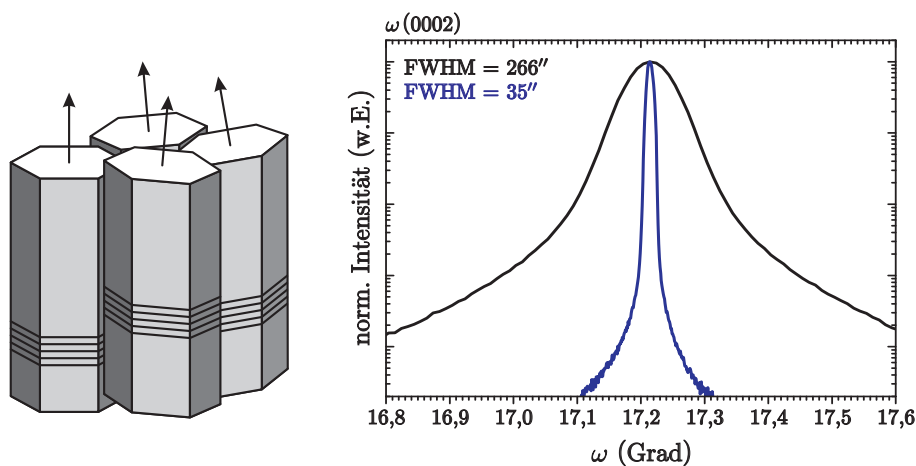 ω(0002)
FWHM = 266″
FWHM = 35″
norm. Intensität (w.E.)
16,8 16,9 17,0 17,1 17,2 17,3 17,4 17,5 17,6
ω (Grad)